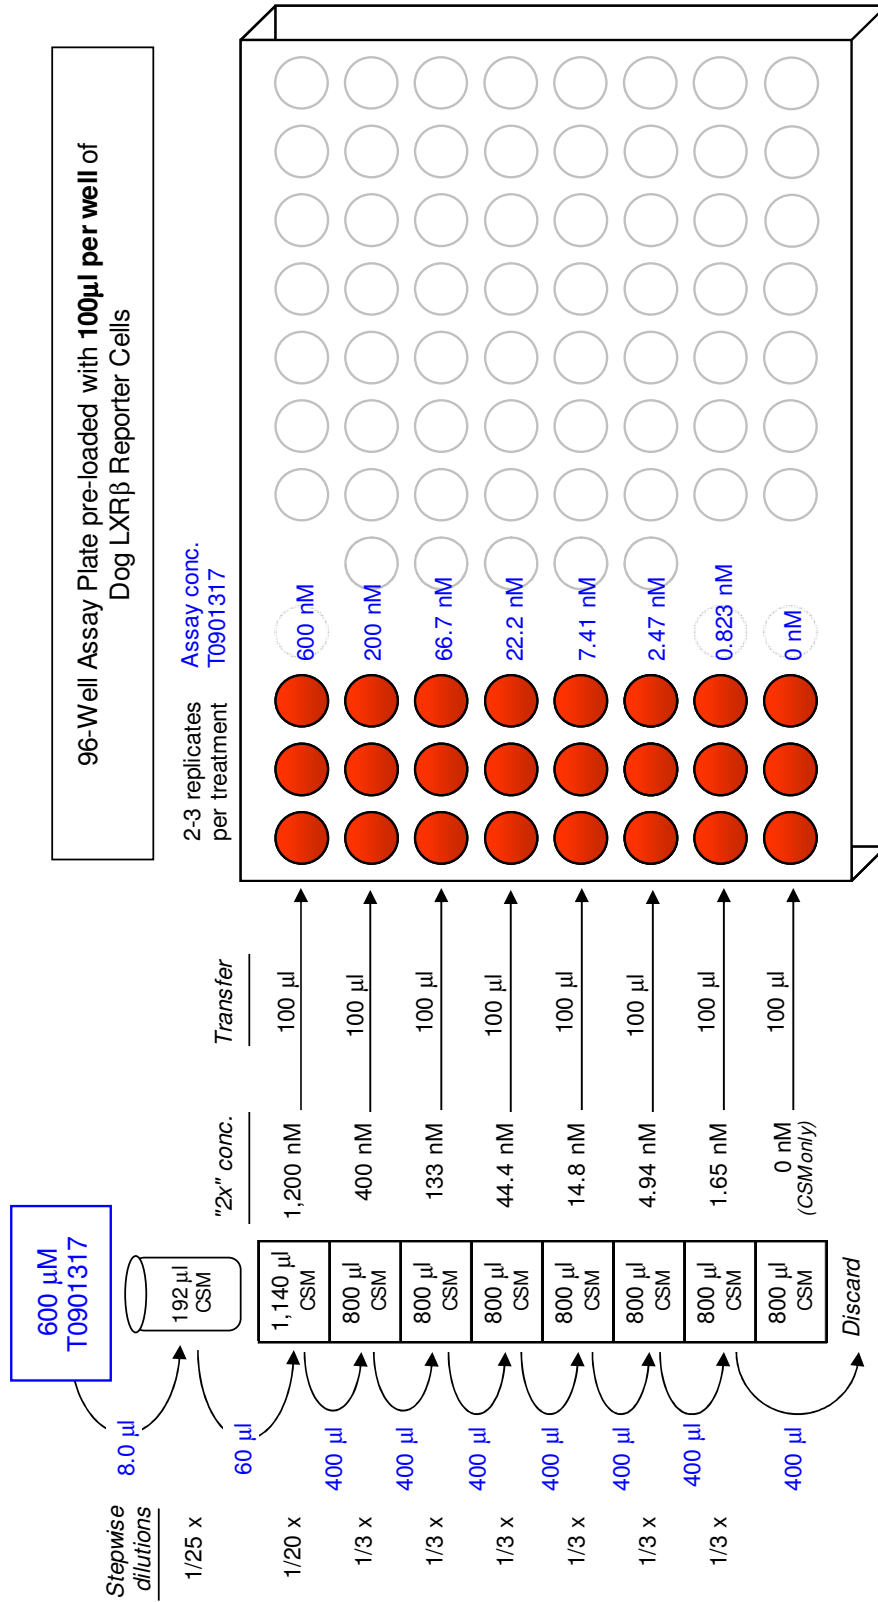 96-Well Assay Plate pre-loaded with 100µl per well of
Dog LXRβ Reporter Cells
600 µM
T0901317
Stepwise
dilutions
"2x" conc.
Transfer
2-3 replicates
per treatment
Assay conc.
T0901317
1/25 x
8.0 µl
192 µl
CSM
1/20 x
60 µl
1,140 µl
CSM
1,200 nM
100 µl
600 nM
1/3 x
400 µl
800 µl
CSM
400 nM
100 µl
200 nM
1/3 x
400 µl
800 µl
CSM
133 nM
100 µl
66.7 nM
1/3 x
400 µl
800 µl
CSM
44.4 nM
100 µl
22.2 nM
1/3 x
400 µl
800 µl
CSM
14.8 nM
100 µl
7.41 nM
1/3 x
400 µl
800 µl
CSM
4.94 nM
100 µl
2.47 nM
1/3 x
400 µl
800 µl
CSM
1.65 nM
100 µl
0.823 nM
400 µl
800 µl
CSM
0 nM
(CSM only)
100 µl
0 nM
Discard